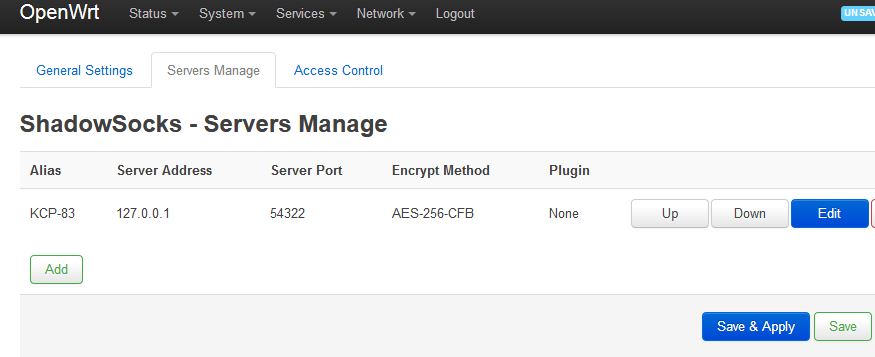 OpenWrt Status System Services Network Logout
General Settings Servers Manage Access Control
ShadowSocks - Servers Manage
Alias Server Address Server Port Encrypt Method Plugin
KCP-83 127.0.0.1 54322 AES-256-CFB None Up Down Edit
Add
Save & Apply Save